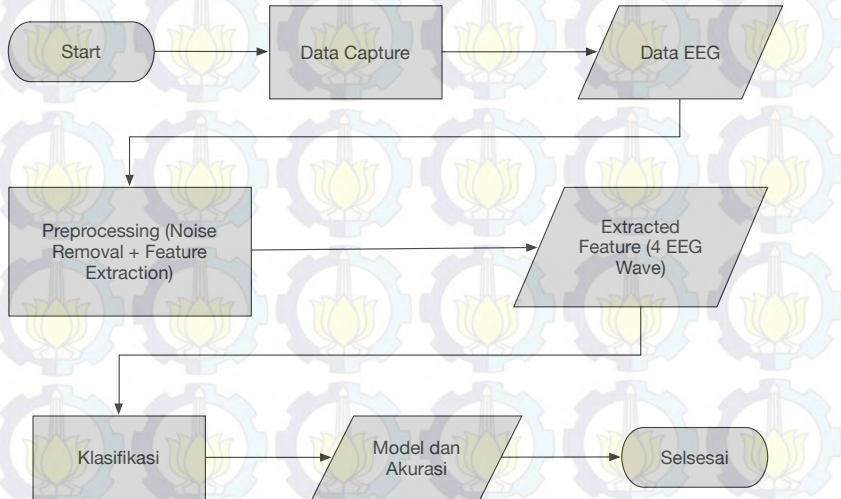 Start
Data Capture
Data EEG
Preprocessing (Noise
Removal + Feature
Extraction)
Extracted
Feature (4 EEG
Wave)
Klasifikasi
Model dan
Akurasi
Selsesai